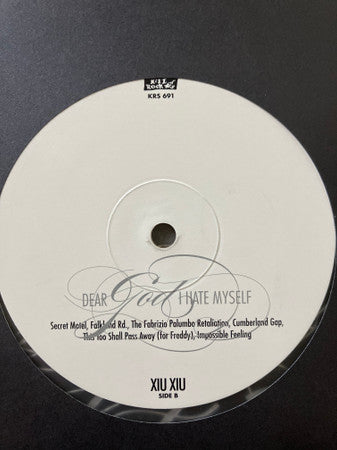 KILL
ROCK
KRS 691
DEAR God I HATE MYSELF
Secret Motel, Falkland Rd., The Fabrizio Palumbo Retaliation, Cumberland Gap,
This Too Shall Pass Away (for Freddy), Impossible Feeling
XIU XIU
SIDE B